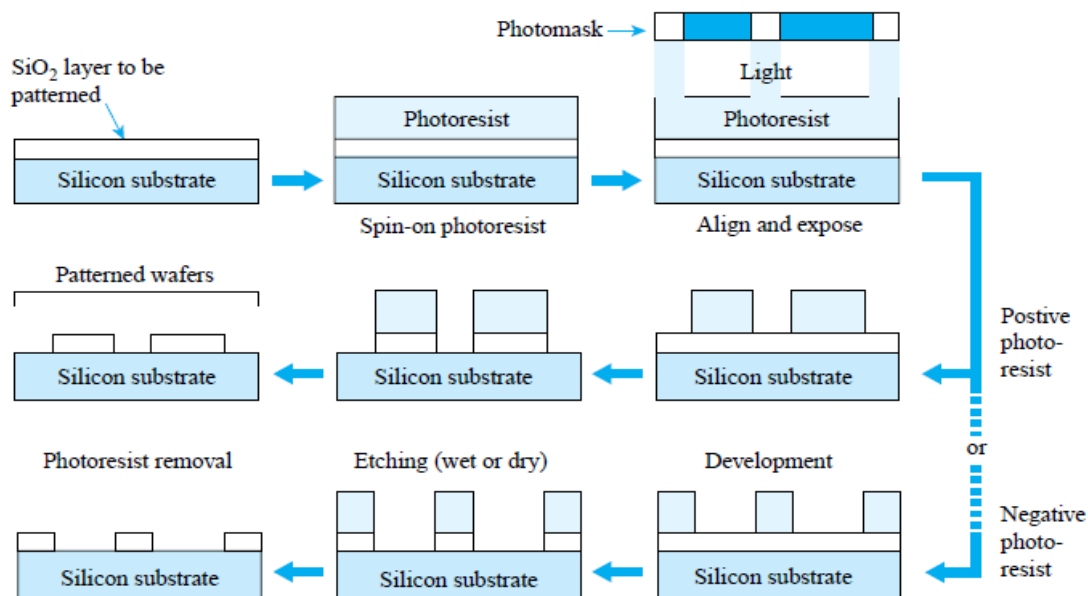 Photomask
SiO2 layer to be
patterned
Light
Photoresist
Photoresist
Silicon substrate
Silicon substrate
Silicon substrate
Spin-on photoresist
Align and expose
Patterned wafers
Postive
photo-
resist
Silicon substrate
Silicon substrate
Silicon substrate
or
Photoresist removal
Etching (wet or dry)
Development
Negative
photo-
resist
Silicon substrate
Silicon substrate
Silicon substrate